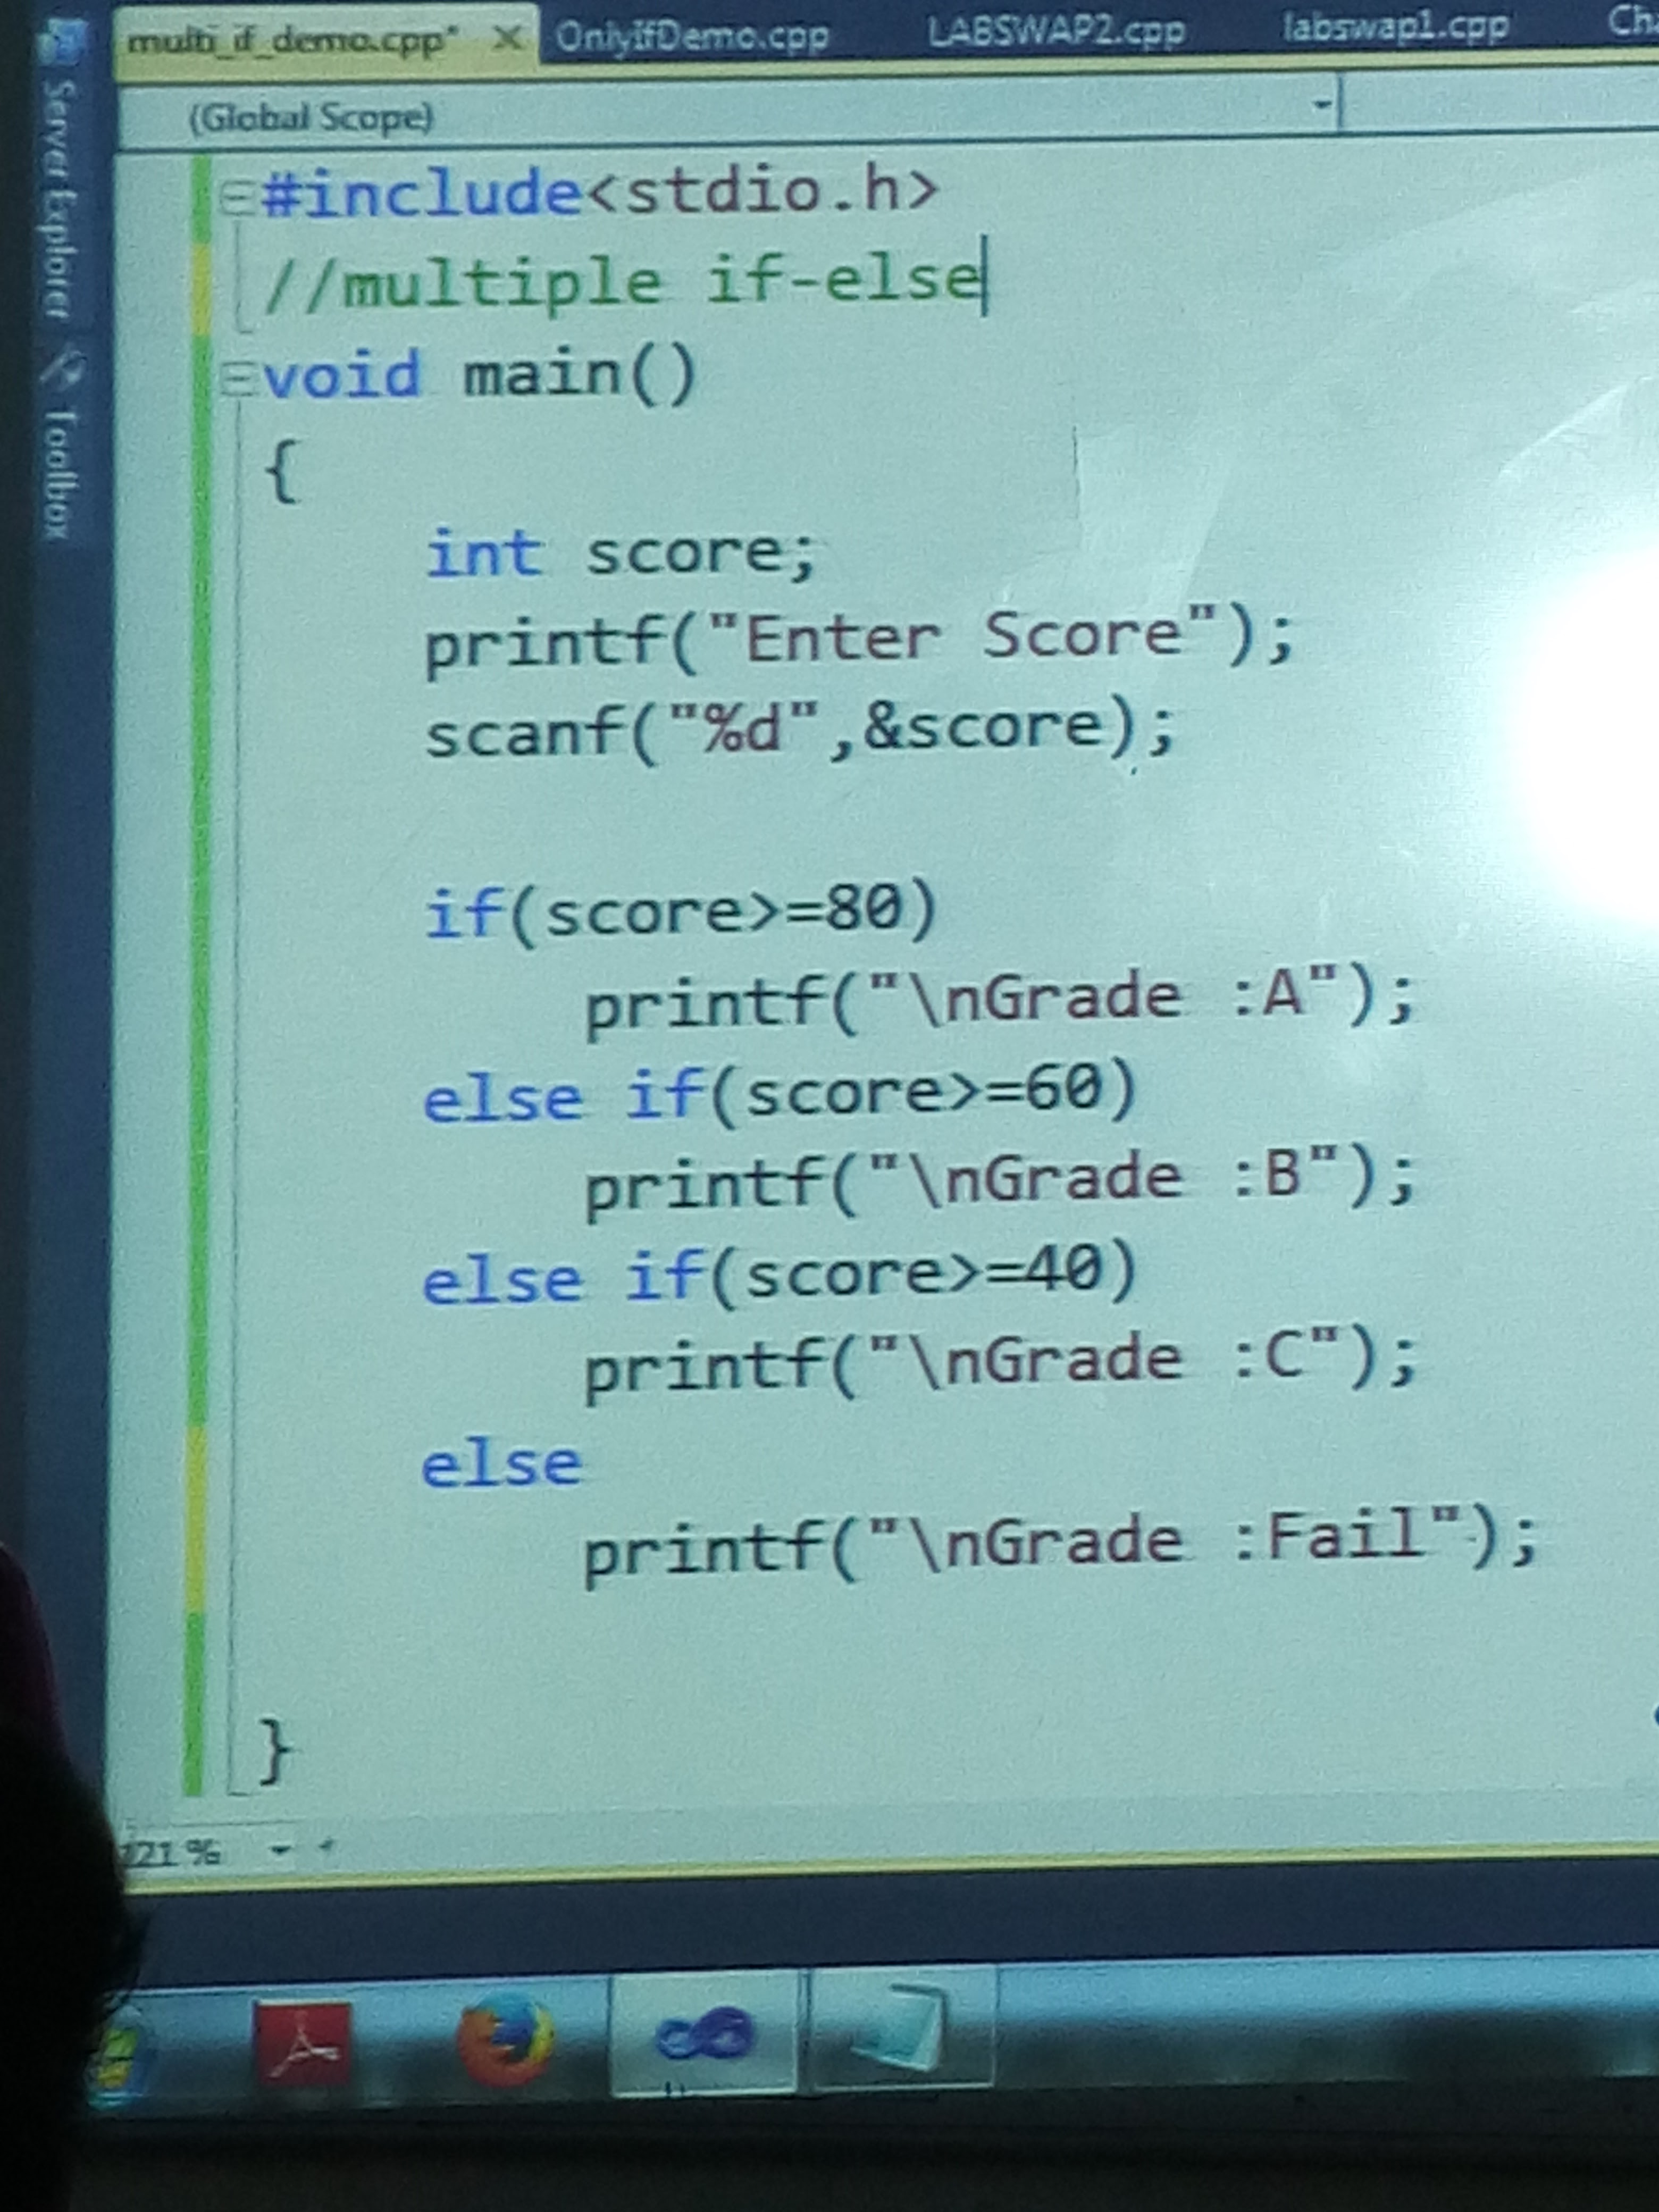 multi_if_demo.cpp* OnlyifDemo.cpp LABSWAP2.cpp labswap1.cpp
(Global Scope)
Server Explorer
Toolbox
#include<stdio.h>
//multiple if-else
void main()
{
int score;
printf("Enter Score");
scanf("%d",&score);
if(score>=80)
printf("\nGrade :A");
else if(score>=60)
printf("\nGrade :B");
else if(score>=40)
printf("\nGrade :C");
else
printf("\nGrade :Fail");
}
121 %